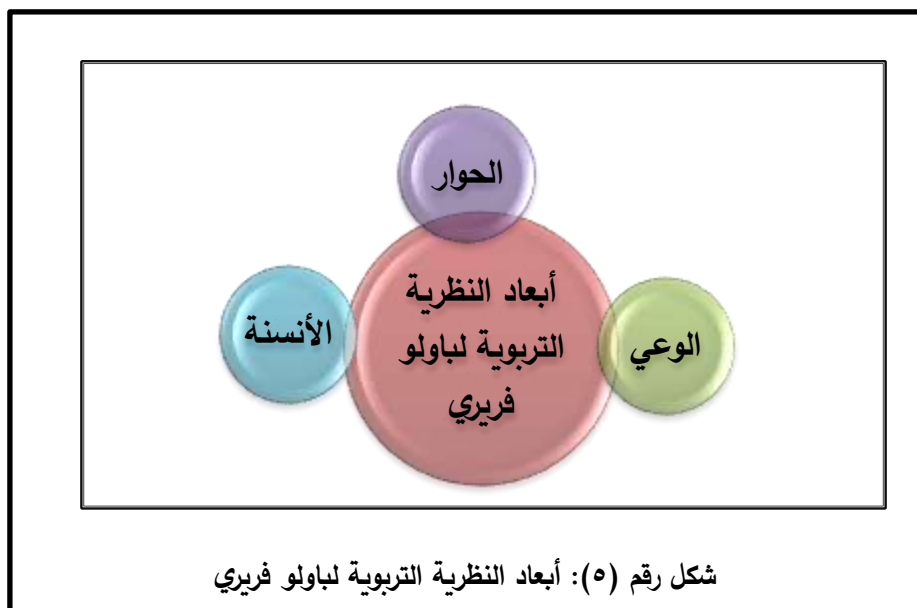 الحوار
أبعاد النظرية
التربوية لباولو
فريري
الوعي
الأنسنة
شكل رقم (٥): أبعاد النظرية التربوية لباولو فريري